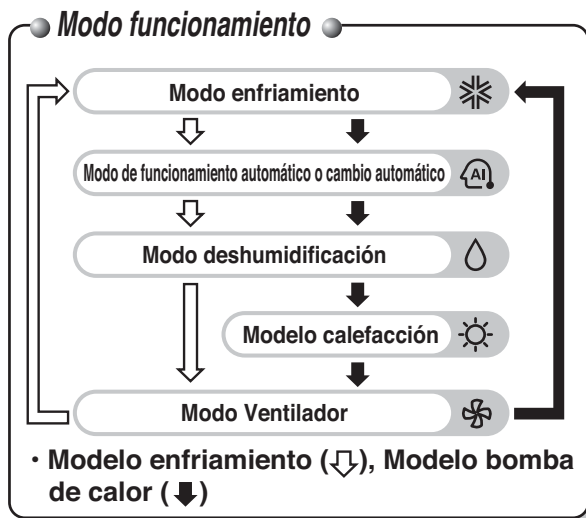 Modo funcionamiento
Modo enfriamiento
Modo de funcionamiento automático o cambio automático
AI
Modo deshumidificación
Modelo calefacción
Modo Ventilador
· Modelo enfriamiento (⇩), Modelo bomba
de calor (⬇)